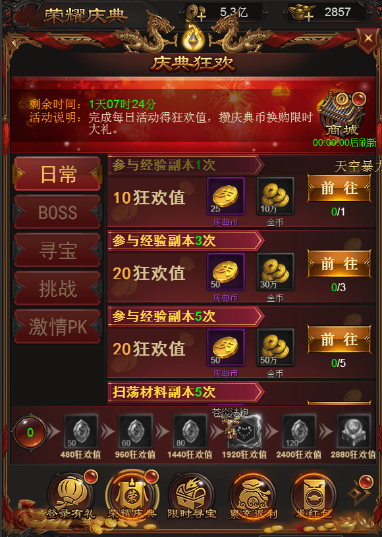 荣耀庆典
5.3亿
2857
庆典狂欢
剩余时间：1天07时24分
活动说明：完成每日活动得狂欢值，攒庆典币换购限时
大礼。
商城
00:00:00后刷新
日常
BOSS
寻宝
挑战
激情PK
参与经验副本1次
天空暴
10狂欢值
25
庆典币
10万
金币
前往
0/1
参与经验副本3次
20狂欢值
50
庆典币
30万
金币
前往
0/3
参与经验副本5次
20狂欢值
50
庆典币
50万
金币
前往
0/5
扫荡材料副本5次
0
50
60
80
120
480狂欢值
960狂欢值
1440狂欢值
1920狂欢值
2400狂欢值
2880狂欢值
登录有礼
荣耀庆典
限时寻宝
累充返利
红包